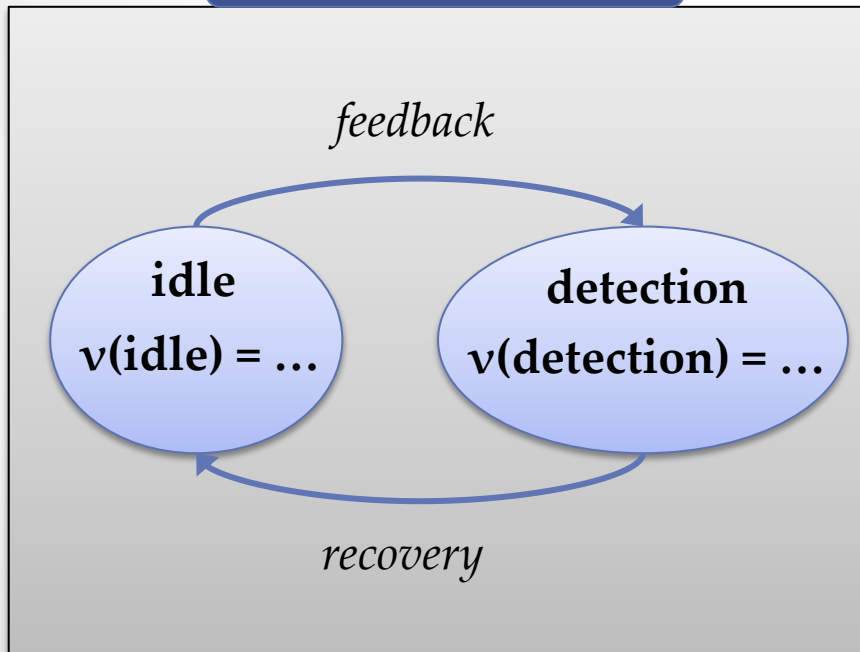 feedback
idle
ν(idle) = …
detection
ν(detection) = …
recovery